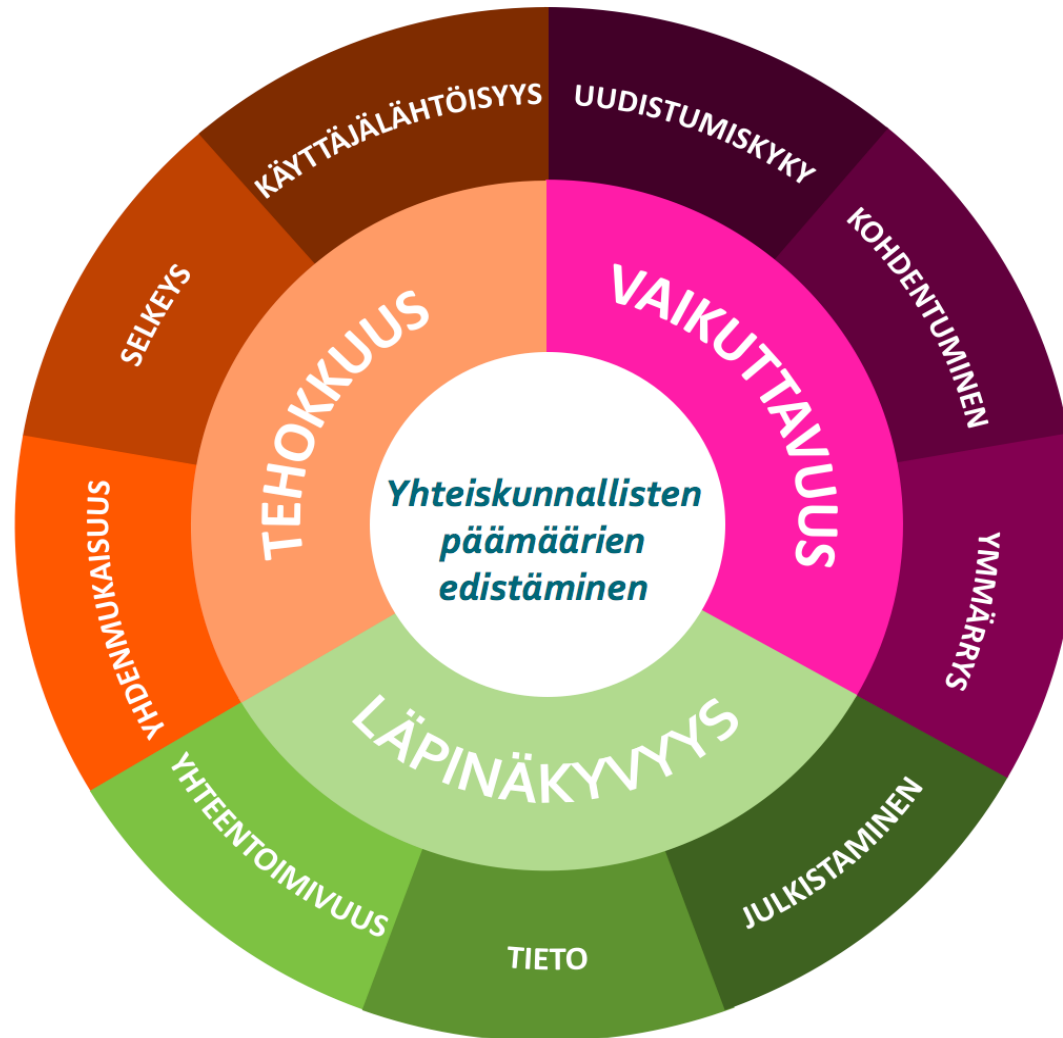 KÄYTTÄJÄLÄHTÖISYYS
UUDISTUMISKYKY
KOHDENTUMINEN
SELKEYS
TEHOKKUUS
VAIKUTTAVUUS
Yhteiskunnallisten
päämäärien
edistäminen
YHDENMUKAISUUS
YMMÄRRYS
LÄPINÄKYVYYS
YHTEENTOIMIVUUS
JULKISTAMINEN
TIETO